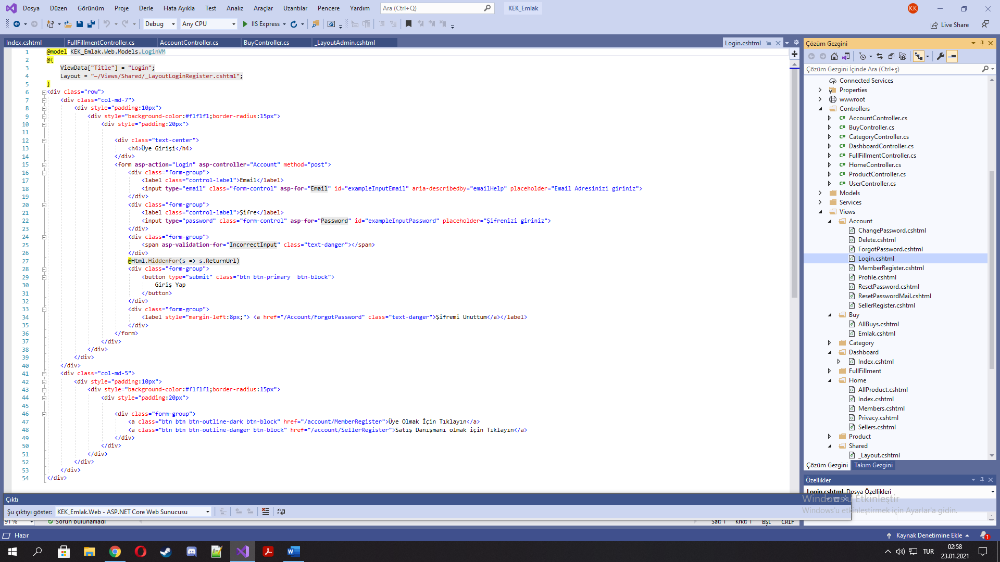 Dosya Düzen Görünüm Proje Derle Hata Ayıkla Test Analiz Araçlar Uzantılar Pencere Yardım Ara (Ctrl+Q) KEK_Emlak KK
Debug Any CPU IIS Express Live Share
Index.cshtml FullFillmentController.cs AccountController.cs BuyController.cs _LayoutAdmin.cshtml Login.cshtml
1 @model KEK_Emlak.Web.Models.LoginVM
2 @{
3 ViewData["Title"] = "Login";
4 Layout = "~/Views/Shared/_LayoutLoginRegister.cshtml";
5 }
6 <div class="row">
7 <div class="col-md-7">
8 <div style="padding:10px">
9 <div style="background-color:#f1f1f1;border-radius:15px">
10 <div style="padding:20px">
11
12 <div class="text-center">
13 <h4>Üye Girişi</h4>
14 </div>
15 <form asp-action="Login" asp-controller="Account" method="post">
16 <div class="form-group">
17 <label class="control-label">Email</label>
18 <input type="email" class="form-control" asp-for="Email" id="exampleInputEmail" aria-describedby="emailHelp" placeholder="Email Adresinizi giriniz">
19 </div>
20 <div class="form-group">
21 <label class="control-label">Şifre</label>
22 <input type="password" class="form-control" asp-for="Password" id="exampleInputPassword" placeholder="Şifrenizi giriniz">
23 </div>
24 <div class="form-group">
25 <span asp-validation-for="IncorrectInput" class="text-danger"></span>
26 </div>
27 @Html.HiddenFor(s => s.ReturnUrl)
28 <div class="form-group">
29 <button type="submit" class="btn btn-primary  btn-block">
30 Giriş Yap
31 </button>
32 </div>
33 <div class="form-group">
34 <label style="margin-left:8px;"> <a href="/Account/ForgotPassword" class="text-danger">Şifremi Unuttum</a></label>
35 </div>
36 </form>
37 </div>
38 </div>
39 </div>
40 </div>
41 <div class="col-md-5">
42 <div style="padding:10px">
43 <div style="background-color:#f1f1f1;border-radius:15px">
44 <div style="padding:20px">
45
46 <div class="form-group">
47 <a class="btn btn btn-outline-dark btn-block" href="/account/MemberRegister">Üye Olmak İçin Tıklayın</a>
48 <a class="btn btn btn-outline-danger btn-block" href="/account/SellerRegister">Satış Danışmanı olmak için Tıklayın</a>
49 </div>
50 </div>
51 </div>
52 </div>
53 </div>
54 </div>
Çözüm Gezgini
Çözüm Gezgini İçinde Ara (Ctrl+ş)
Connected Services
Properties
wwwroot
Controllers
C# AccountController.cs
C# BuyController.cs
C# CategoryController.cs
C# DashboardController.cs
C# FullFillmentController.cs
C# HomeController.cs
C# ProductController.cs
C# UserController.cs
Models
Services
Views
Account
ChangePassword.cshtml
Delete.cshtml
ForgotPassword.cshtml
Login.cshtml
MemberRegister.cshtml
Profile.cshtml
ResetPassword.cshtml
ResetPasswordMail.cshtml
SellerRegister.cshtml
Buy
AllBuys.cshtml
Emlak.cshtml
Category
Dashboard
Index.cshtml
FullFillment
Home
AllProduct.cshtml
Index.cshtml
Members.cshtml
Privacy.cshtml
Sellers.cshtml
Product
Shared
_Layout.cshtml
Çözüm Gezgini Takım Gezgini
Özellikler
Login.cshtml Dosya Özellikleri
Windows'u Etkinleştir
Windows'u etkinleştirmek için Ayarlar'a gidin.
Çıktı
Şu çıktıyı göster: KEK_Emlak.Web - ASP.NET Core Web Sunucusu
91 % Sorun bulunamadı Sat: 1 Krkt: 1 BŞL CRLF
Hazır Kaynak Denetimine Ekle 1
TUR 02:58
23.01.2021